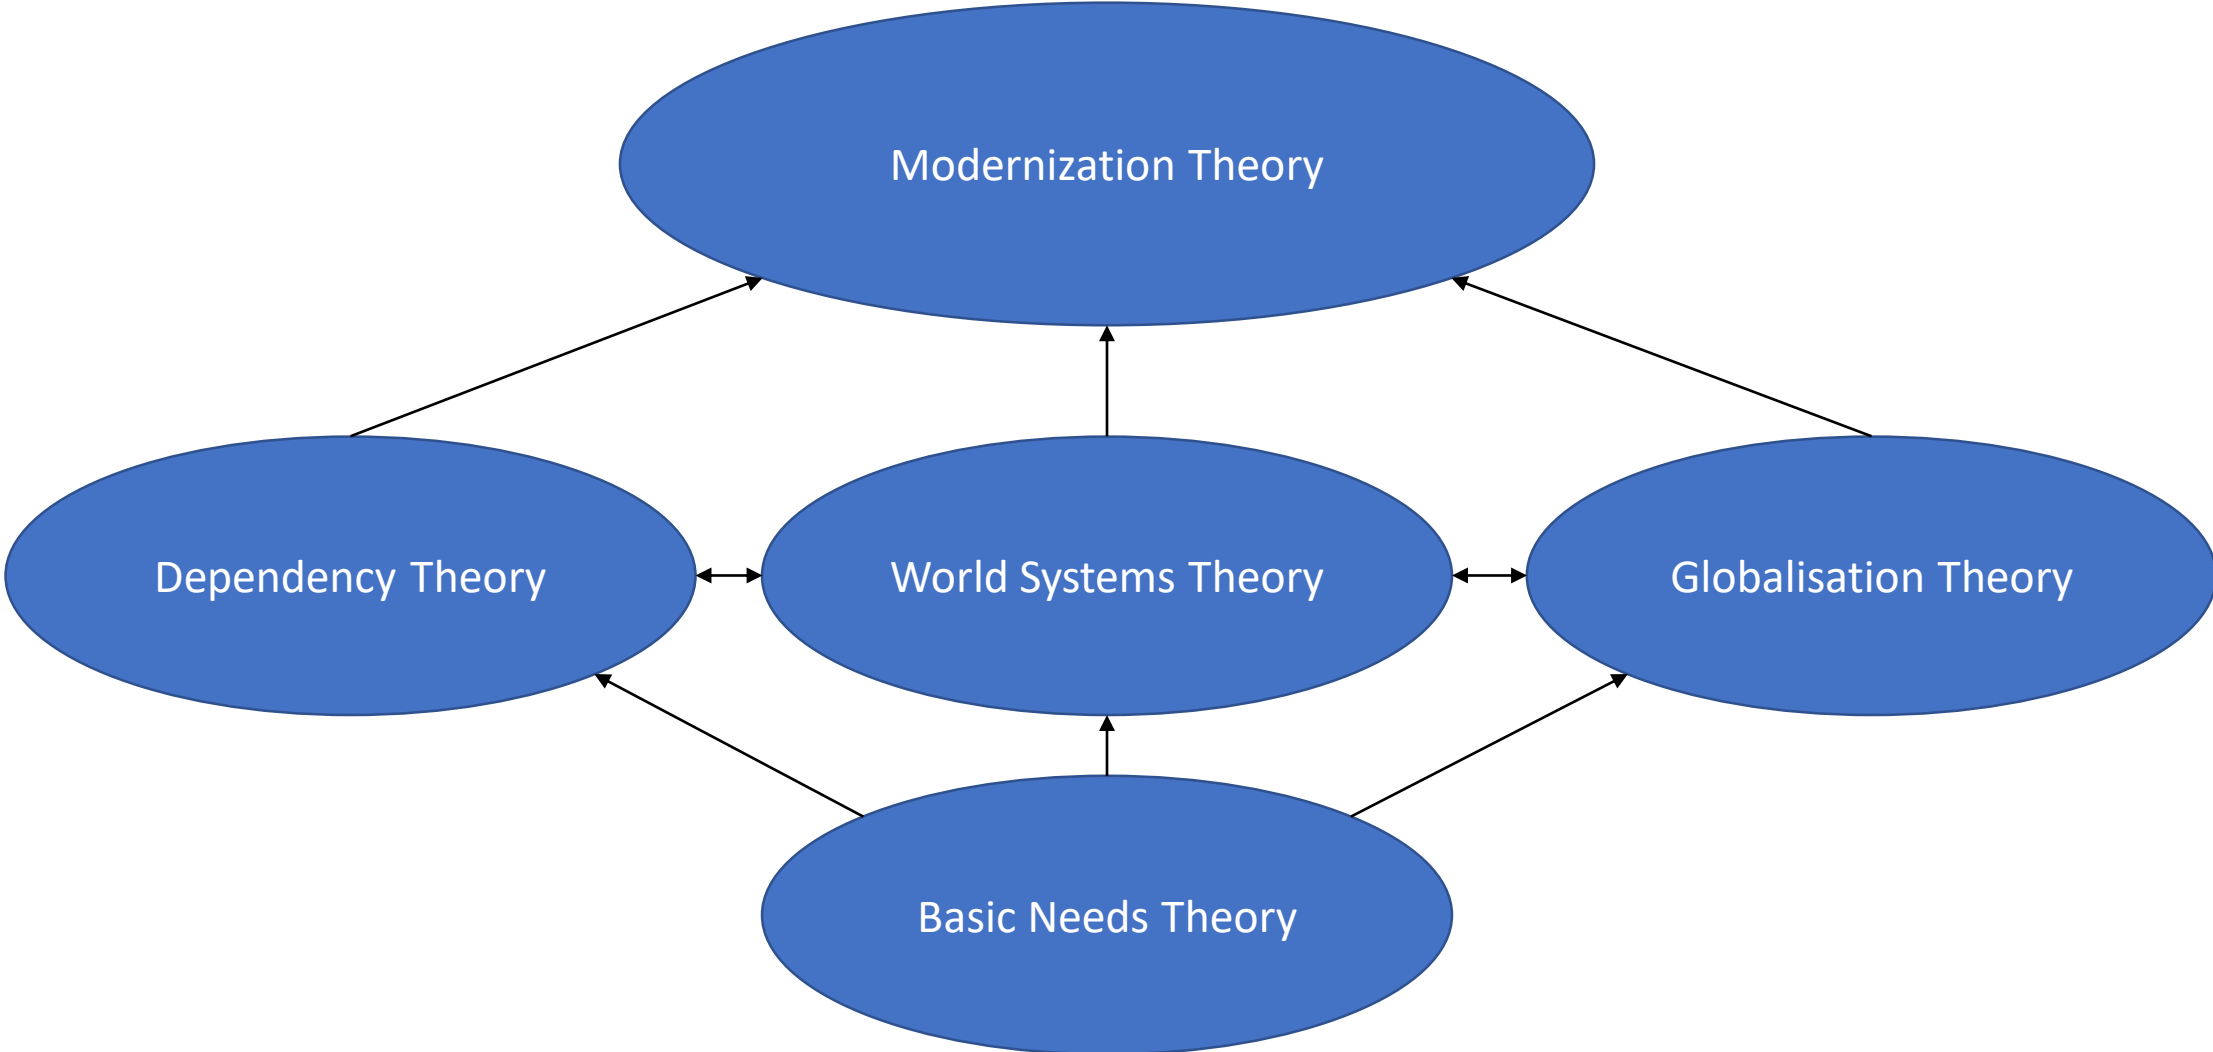 Modernization Theory
Dependency Theory
World Systems Theory
Globalisation Theory
Basic Needs Theory